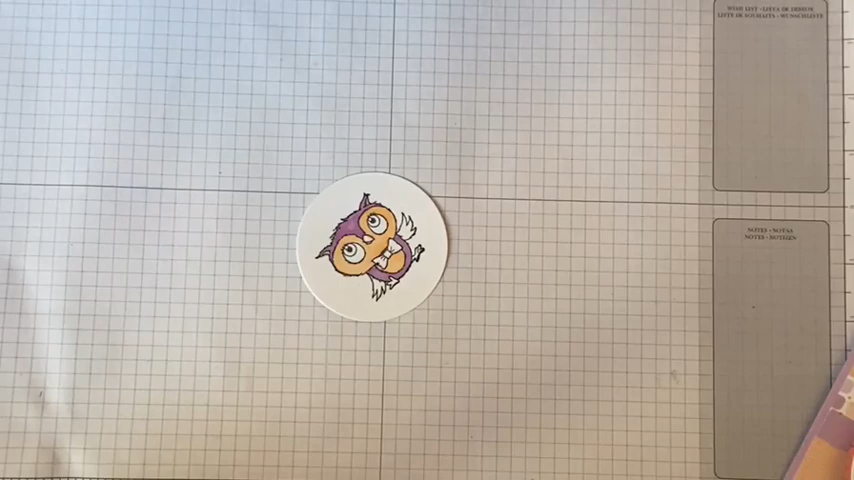 WISH LIST • LISTA DE DESEOS
LISTE DE SOUHAITS • WUNSCHLISTE
NOTES • NOTAS
NOTES • NOTIZEN